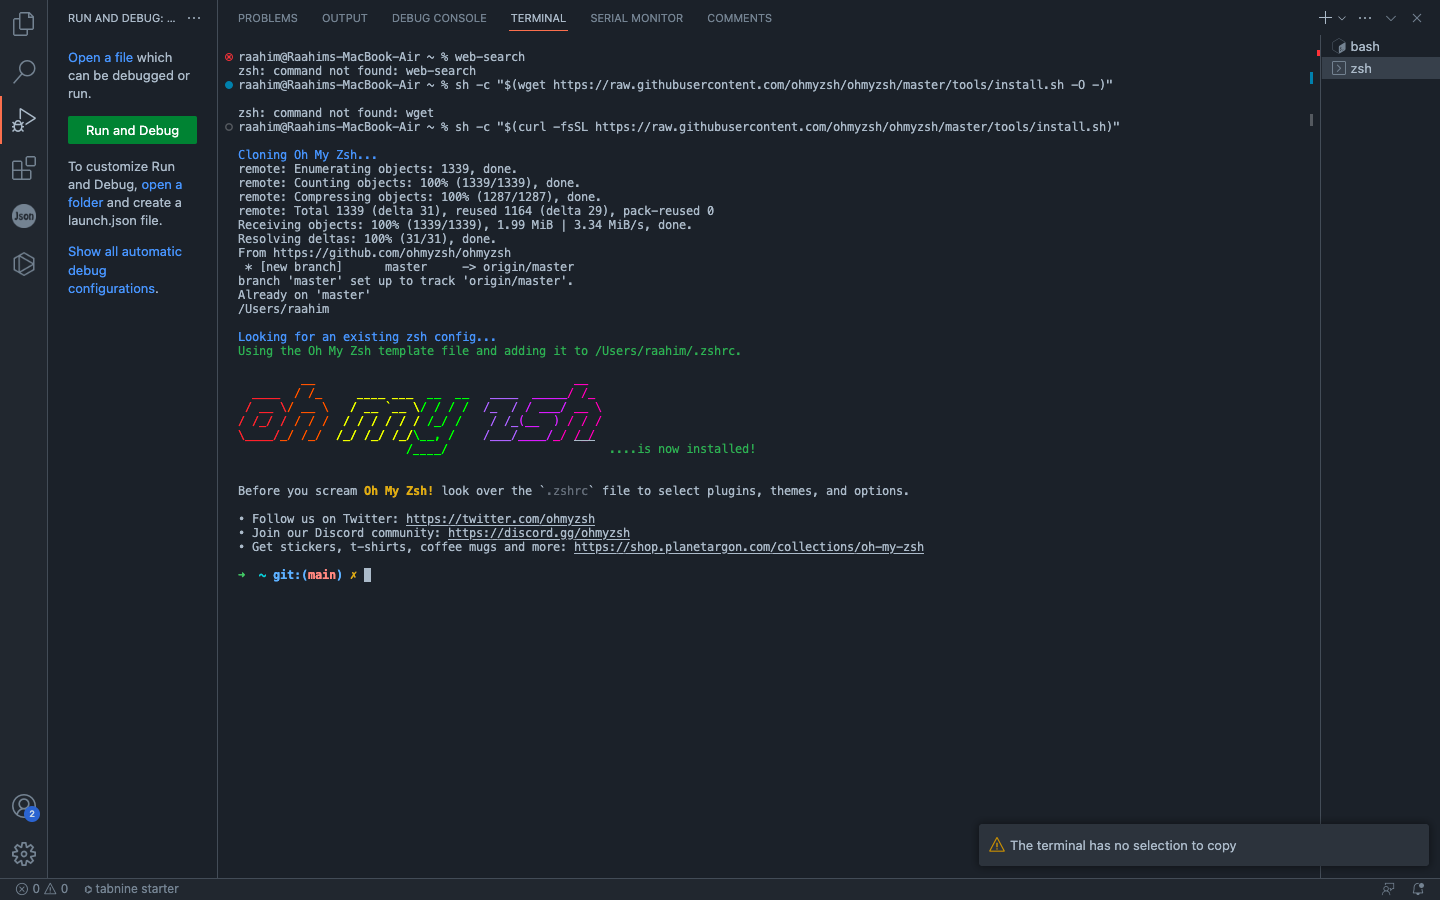 RUN AND DEBUG: ...
Open a file which
can be debugged or
run.
Run and Debug
To customize Run
and Debug, open a
folder and create a
launch.json file.
Show all automatic
debug
configurations.
Json
2
PROBLEMS OUTPUT DEBUG CONSOLE TERMINAL SERIAL MONITOR COMMENTS
raahim@Raahims-MacBook-Air ~ % web-search
zsh: command not found: web-search
raahim@Raahims-MacBook-Air ~ % sh -c "$(wget https://raw.githubusercontent.com/ohmyzsh/ohmyzsh/master/tools/install.sh -O -)"
zsh: command not found: wget
raahim@Raahims-MacBook-Air ~ % sh -c "$(curl -fsSL https://raw.githubusercontent.com/ohmyzsh/ohmyzsh/master/tools/install.sh)"
Cloning Oh My Zsh...
remote: Enumerating objects: 1339, done.
remote: Counting objects: 100% (1339/1339), done.
remote: Compressing objects: 100% (1287/1287), done.
remote: Total 1339 (delta 31), reused 1164 (delta 29), pack-reused 0
Receiving objects: 100% (1339/1339), 1.99 MiB | 3.34 MiB/s, done.
Resolving deltas: 100% (31/31), done.
From https://github.com/ohmyzsh/ohmyzsh
 * [new branch]      master     -> origin/master
branch 'master' set up to track 'origin/master'.
Already on 'master'
/Users/raahim
Looking for an existing zsh config...
Using the Oh My Zsh template file and adding it to /Users/raahim/.zshrc.
oh my zsh
....is now installed!
Before you scream Oh My Zsh! look over the `.zshrc` file to select plugins, themes, and options.
• Follow us on Twitter: https://twitter.com/ohmyzsh
• Join our Discord community: https://discord.gg/ohmyzsh
• Get stickers, t-shirts, coffee mugs and more: https://shop.planetargon.com/collections/oh-my-zsh
➜  ~ git:(main) ✗
bash
zsh
The terminal has no selection to copy
0 0 tabnine starter